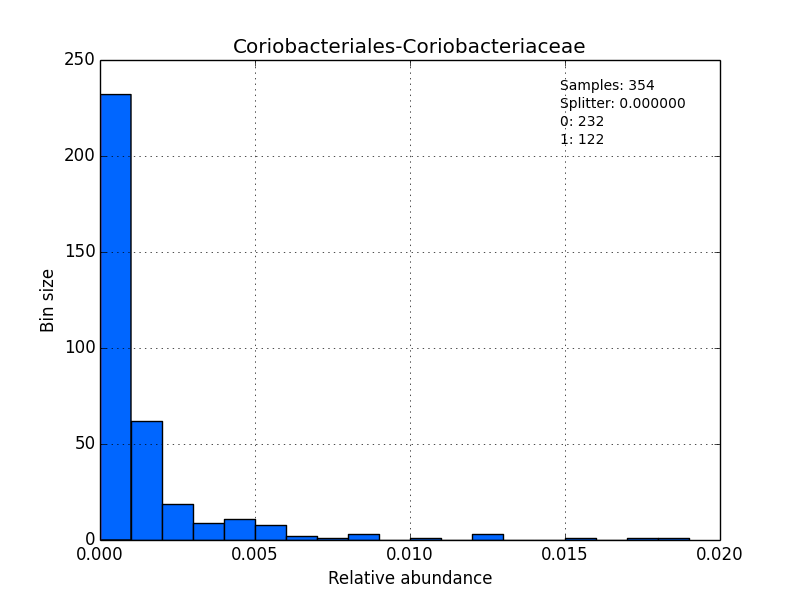 Coriobacteriales-Coriobacteriaceae
250
200
150
100
50
0
Bin size
Samples: 354
Splitter: 0.000000
0: 232
1: 122
0.000 0.005 0.010 0.015 0.020
Relative abundance